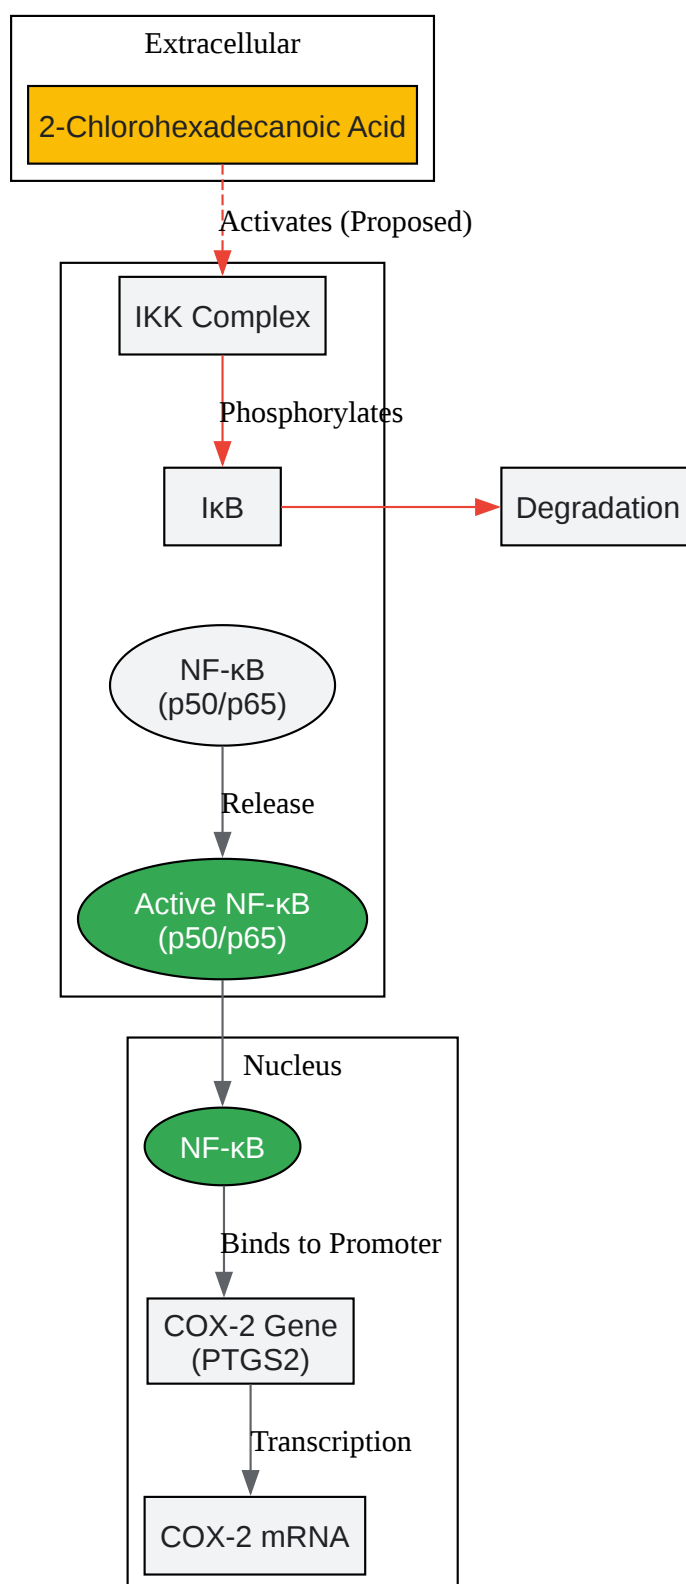 Extracellular
2-Chlorohexadecanoic Acid
Activates (Proposed)
IKK Complex
Phosphorylates
IκB
Degradation
NF-κB
(p50/p65)
Release
Active NF-κB
(p50/p65)
Nucleus
NF-κB
Binds to Promoter
COX-2 Gene
(PTGS2)
Transcription
COX-2 mRNA